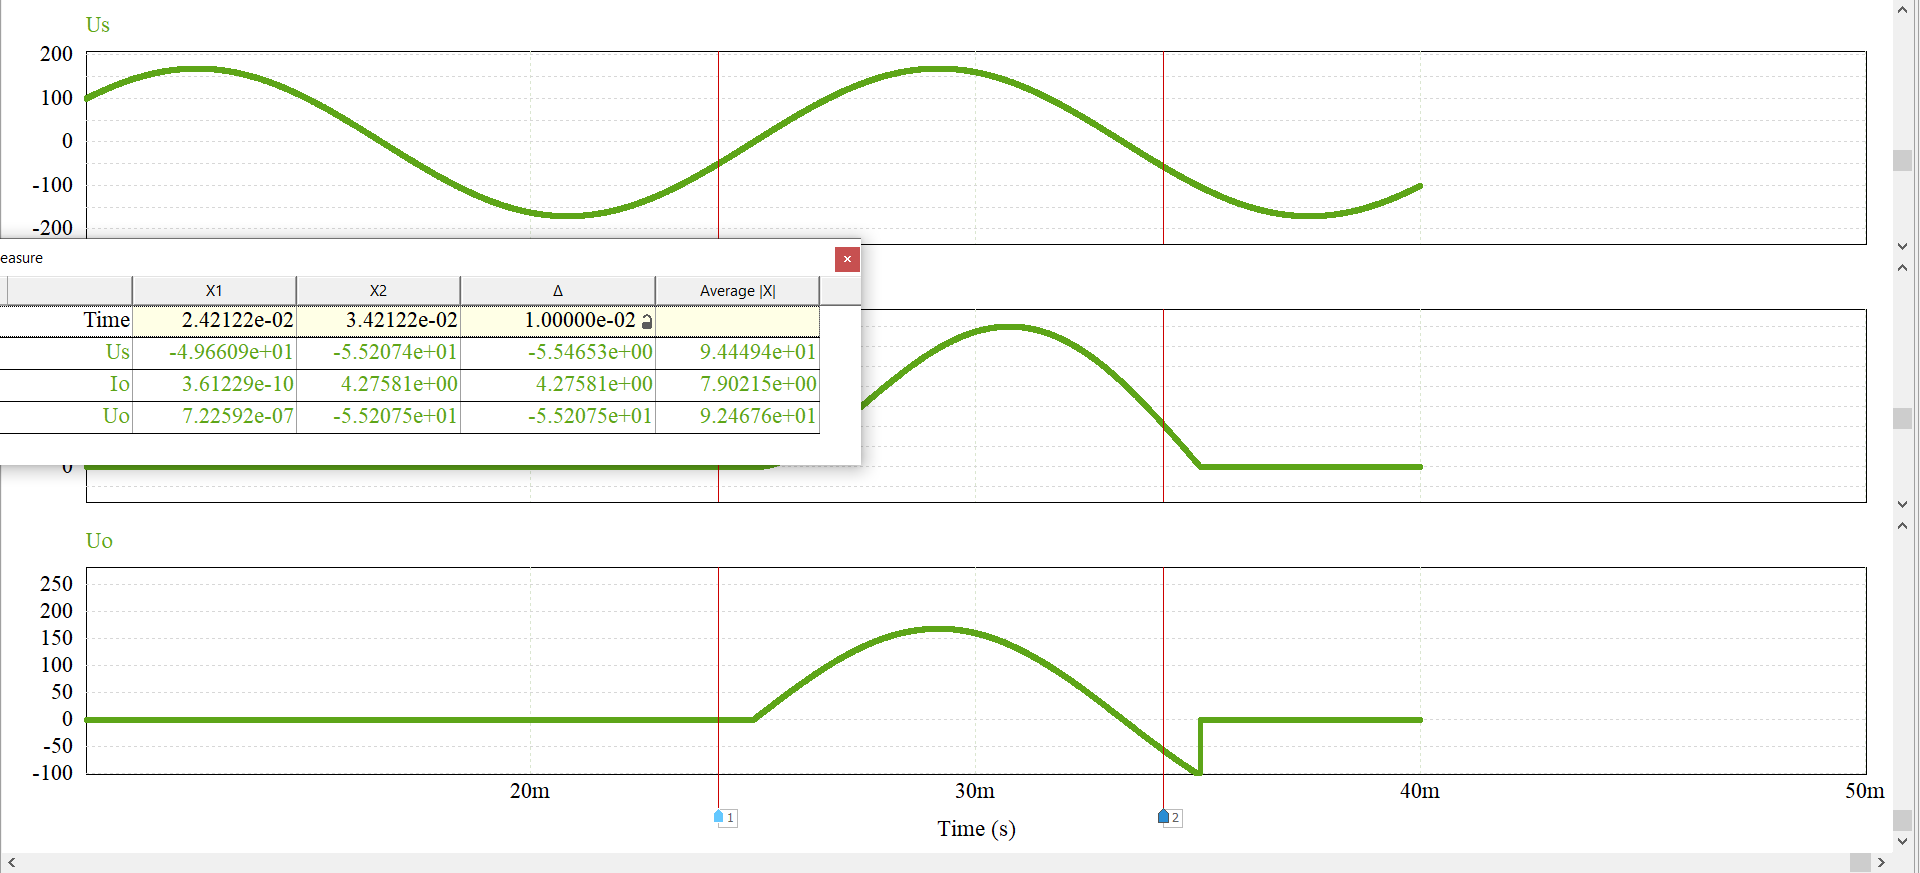 Us
200
100
0
-100
-200
easure
X1 X2 Δ Average |X|
Time 2.42122e-02 3.42122e-02 1.00000e-02
Us -4.96609e+01 -5.52074e+01 -5.54653e+00 9.44494e+01
Io 3.61229e-10 4.27581e+00 4.27581e+00 7.90215e+00
Uo 7.22592e-07 -5.52075e+01 -5.52075e+01 9.24676e+01
0
Uo
250
200
150
100
50
0
-50
-100
20m 30m 40m 50m
1 2
Time (s)